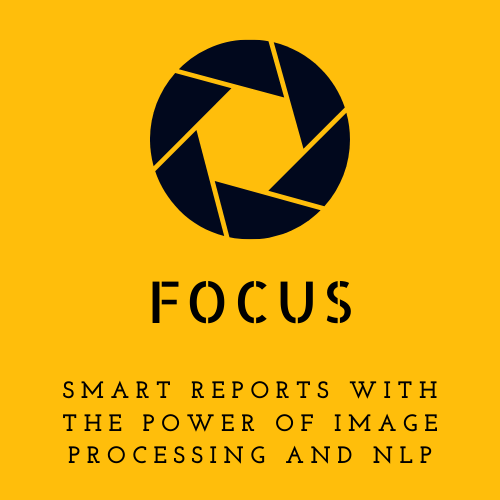 FOCUS
SMART REPORTS WITH
THE POWER OF IMAGE
PROCESSING AND NLP